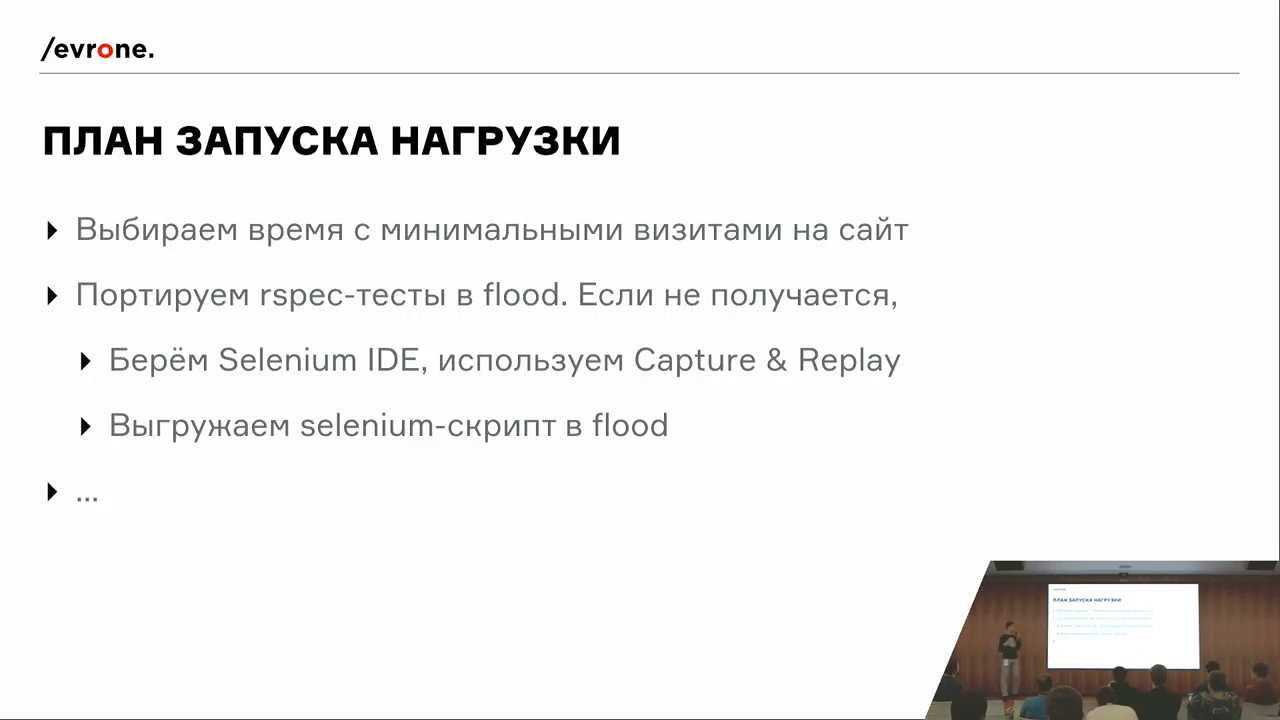 /evrone.
ПЛАН ЗАПУСКА НАГРУЗКИ
Выбираем время с минимальными визитами на сайт
Портируем rspec-тесты в flood. Если не получается,
Берём Selenium IDE, используем Capture & Replay
Выгружаем selenium-скрипт в flood
...
ПЛАН ЗАПУСКА НАГРУЗКИ